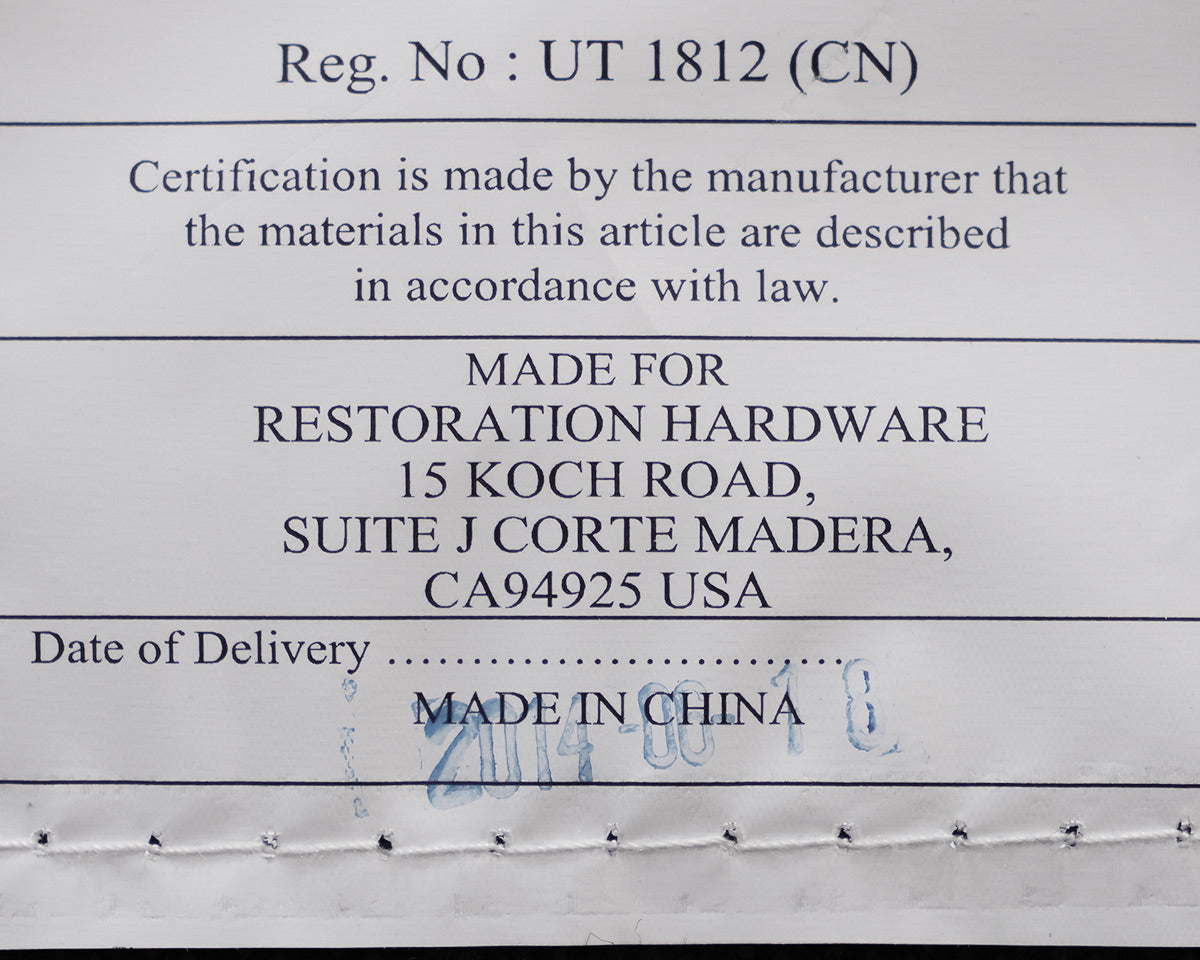 Reg. No : UT 1812 (CN)
Certification is made by the manufacturer that
the materials in this article are described
in accordance with law.
MADE FOR
RESTORATION HARDWARE
15 KOCH ROAD,
SUITE J CORTE MADERA,
CA94925 USA
Date of Delivery ............................
MADE IN CHINA
2014